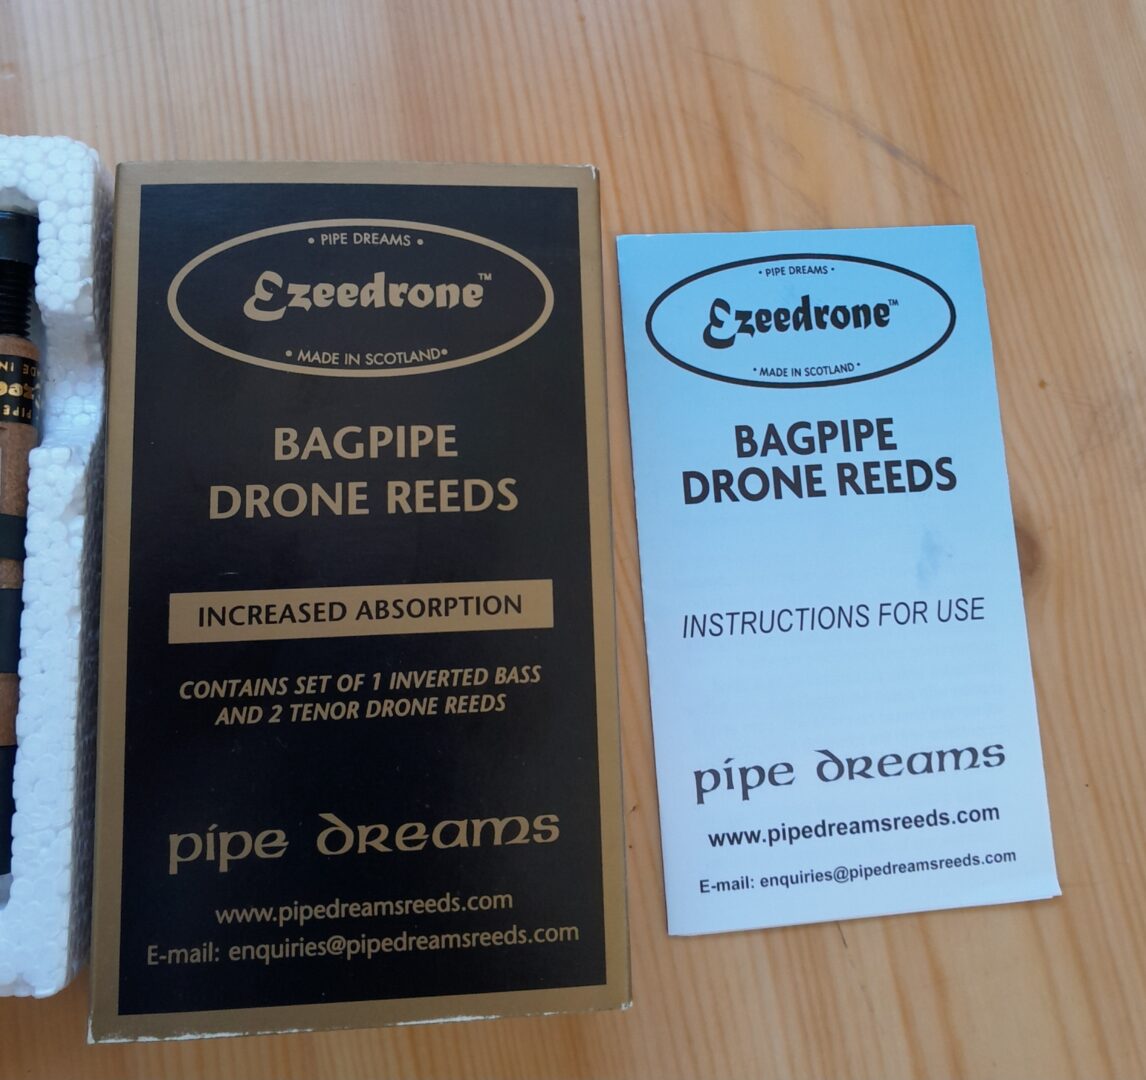 • PIPE DREAMS •
Ezeedrone™
• MADE IN SCOTLAND•
BAGPIPE
DRONE REEDS
INCREASED ABSORPTION
CONTAINS SET OF 1 INVERTED BASS
AND 2 TENOR DRONE REEDS
pípe dreams
www.pipedreamsreeds.com
E-mail: enquiries@pipedreamsreeds.com
• PIPE DREAMS •
Ezeedrone™
• MADE IN SCOTLAND •
BAGPIPE
DRONE REEDS
INSTRUCTIONS FOR USE
pípe dreams
www.pipedreamsreeds.com
E-mail: enquiries@pipedreamsreeds.com